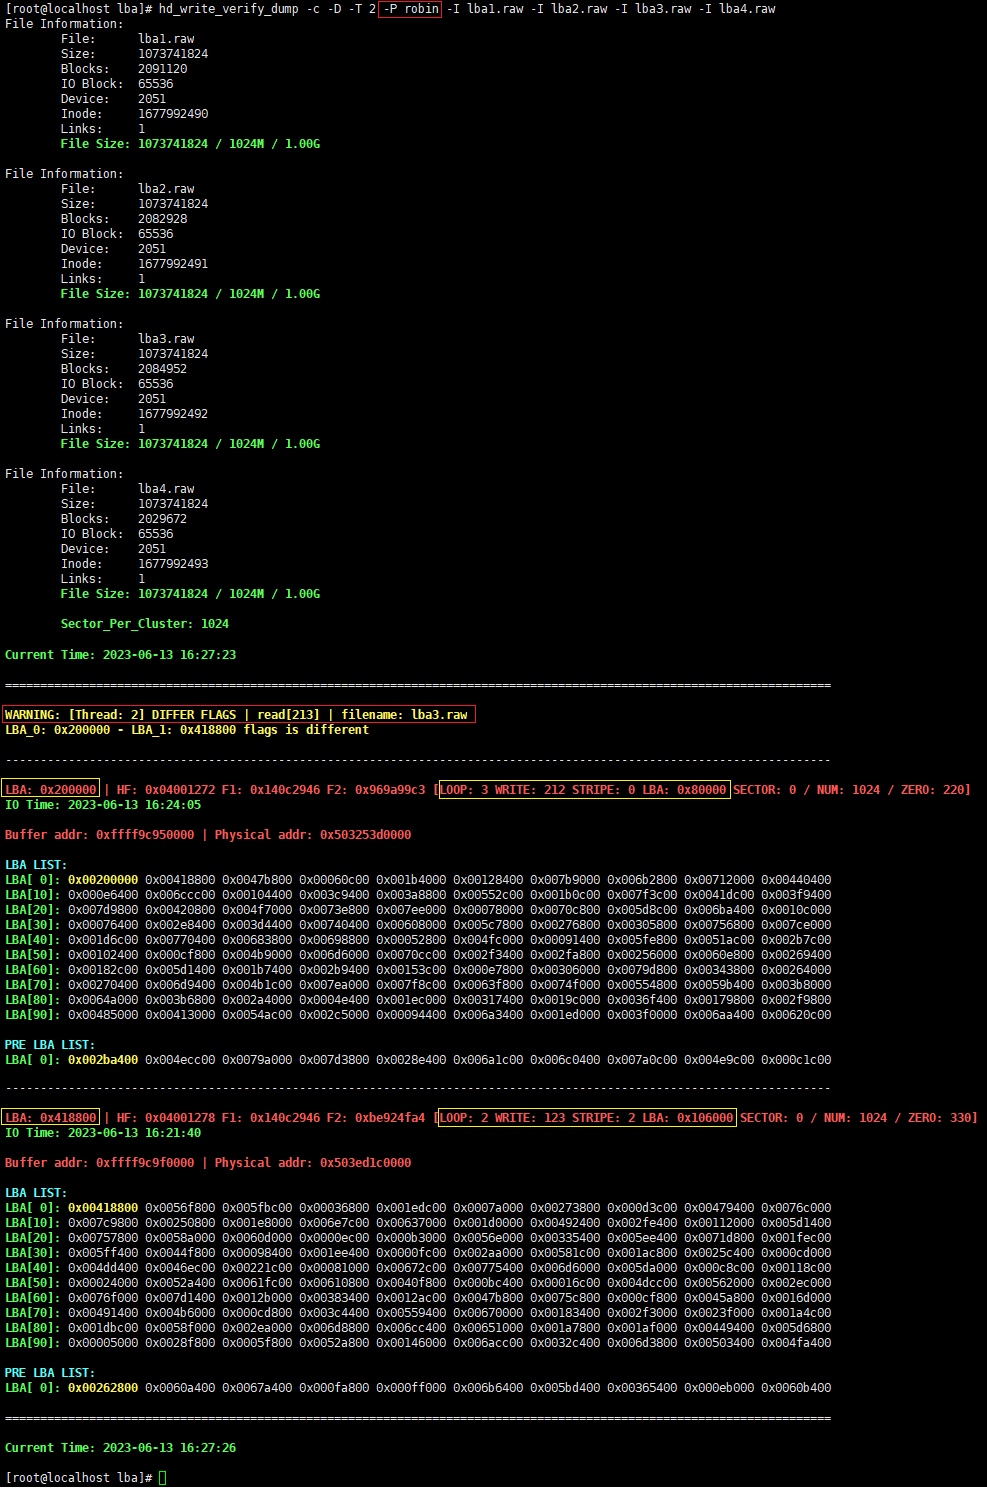 [root@localhost lba]# hd_write_verify_dump -c -D -T 2 -P robin -I lba1.raw -I lba2.raw -I lba3.raw -I lba4.raw
File Information:
File: lba1.raw
Size: 1073741824
Blocks: 2091120
IO Block: 65536
Device: 2051
Inode: 1677992490
Links: 1
File Size: 1073741824 / 1024M / 1.00G
File Information:
File: lba2.raw
Size: 1073741824
Blocks: 2082928
IO Block: 65536
Device: 2051
Inode: 1677992491
Links: 1
File Size: 1073741824 / 1024M / 1.00G
File Information:
File: lba3.raw
Size: 1073741824
Blocks: 2084952
IO Block: 65536
Device: 2051
Inode: 1677992492
Links: 1
File Size: 1073741824 / 1024M / 1.00G
File Information:
File: lba4.raw
Size: 1073741824
Blocks: 2029672
IO Block: 65536
Device: 2051
Inode: 1677992493
Links: 1
File Size: 1073741824 / 1024M / 1.00G
Sector_Per_Cluster: 1024
Current Time: 2023-06-13 16:27:23
======================================================================================================================
WARNING: [Thread: 2] DIFFER FLAGS | read[213] | filename: lba3.raw
LBA_0: 0x200000 - LBA_1: 0x418800 flags is different
----------------------------------------------------------------------------------------------------------------------
LBA: 0x200000 | HF: 0x04001272 F1: 0x140c2946 F2: 0x969a99c3 [LOOP: 3 WRITE: 212 STRIPE: 0 LBA: 0x80000 SECTOR: 0 / NUM: 1024 / ZERO: 220]
IO Time: 2023-06-13 16:24:05
Buffer addr: 0xffff9c950000 | Physical addr: 0x503253d0000
LBA LIST:
LBA[ 0]: 0x00200000 0x00418800 0x0047b800 0x00060c00 0x001b4000 0x00128400 0x007b9000 0x006b2800 0x00712000 0x00440400
LBA[10]: 0x000e6400 0x006ccc00 0x00104400 0x003c9400 0x003a8800 0x00552c00 0x001b0c00 0x007f3c00 0x0041dc00 0x003f9400
LBA[20]: 0x007d9800 0x00420800 0x004f7000 0x0073e800 0x007ee000 0x00078000 0x0070c800 0x005d8c00 0x006ba400 0x0010c000
LBA[30]: 0x00076400 0x002e8400 0x003d4400 0x00740400 0x00608000 0x005c7800 0x00276800 0x00305800 0x00756800 0x007ce000
LBA[40]: 0x001d6c00 0x00770400 0x00683800 0x00698800 0x00052800 0x004fc000 0x00091400 0x005fe800 0x0051ac00 0x002b7c00
LBA[50]: 0x00102400 0x000cf800 0x004b9000 0x006d6000 0x0070cc00 0x002f3400 0x002fa800 0x00256000 0x0060e800 0x00269400
LBA[60]: 0x00182c00 0x005d1400 0x001b7400 0x002b9400 0x00153c00 0x000e7800 0x00306000 0x0079d800 0x00343800 0x00264000
LBA[70]: 0x00270400 0x006d9400 0x004b1c00 0x007ea000 0x007f8c00 0x0063f800 0x0074f000 0x00554800 0x0059b400 0x003b8000
LBA[80]: 0x0064a000 0x003b6800 0x002a4000 0x0004e400 0x001ec000 0x00317400 0x0019c000 0x0036f400 0x00179800 0x002f9800
LBA[90]: 0x00485000 0x00413000 0x0054ac00 0x002c5000 0x00094400 0x006a3400 0x001ed000 0x003f0000 0x006aa400 0x00620c00
PRE LBA LIST:
LBA[ 0]: 0x002ba400 0x004ecc00 0x0079a000 0x007d3800 0x0028e400 0x006a1c00 0x006c0400 0x007a0c00 0x004e9c00 0x000c1c00
----------------------------------------------------------------------------------------------------------------------
LBA: 0x418800 | HF: 0x04001278 F1: 0x140c2946 F2: 0xbe924fa4 [LOOP: 2 WRITE: 123 STRIPE: 2 LBA: 0x106000 SECTOR: 0 / NUM: 1024 / ZERO: 330]
IO Time: 2023-06-13 16:21:40
Buffer addr: 0xffff9c9f0000 | Physical addr: 0x503ed1c0000
LBA LIST:
LBA[ 0]: 0x00418800 0x0056f800 0x005fbc00 0x00036800 0x001edc00 0x0007a000 0x00273800 0x000d3c00 0x00479400 0x0076c000
LBA[10]: 0x007c9800 0x00250800 0x001e8000 0x006e7c00 0x00637000 0x001d0000 0x00492400 0x002fe400 0x00112000 0x005d1400
LBA[20]: 0x00757800 0x0058a000 0x0060d000 0x0000ec00 0x000b3000 0x0056e000 0x00335400 0x005ee400 0x0071d800 0x001fec00
LBA[30]: 0x005ff400 0x0044f800 0x00098400 0x001ee400 0x0000fc00 0x002aa000 0x00581c00 0x001ac800 0x0025c400 0x000cd000
LBA[40]: 0x004dd400 0x0046ec00 0x00221c00 0x00081000 0x00672c00 0x00775400 0x006d6000 0x005da000 0x000c8c00 0x00118c00
LBA[50]: 0x00024000 0x0052a400 0x0061fc00 0x00610800 0x0040f800 0x000bc400 0x00016c00 0x004dcc00 0x00562000 0x002ec000
LBA[60]: 0x0076f000 0x007d1400 0x0012b000 0x00383400 0x0012ac00 0x0047b800 0x0075c800 0x000cf800 0x0045a800 0x0016d000
LBA[70]: 0x00491400 0x004b6000 0x000cd800 0x003c4400 0x00559400 0x00670000 0x00183400 0x002f3000 0x0023f000 0x001a4c00
LBA[80]: 0x001dbc00 0x0058f000 0x002ea000 0x006d8800 0x006cc400 0x00651000 0x001a7800 0x001af000 0x00449400 0x005d6800
LBA[90]: 0x00005000 0x0028f800 0x0005f800 0x0052a800 0x00146000 0x006acc00 0x0032c400 0x006d3800 0x00503400 0x004fa400
PRE LBA LIST:
LBA[ 0]: 0x00262800 0x0060a400 0x0067a400 0x000fa800 0x000ff000 0x006b6400 0x005bd400 0x00365400 0x000eb000 0x0060b400
======================================================================================================================
Current Time: 2023-06-13 16:27:26
[root@localhost lba]#